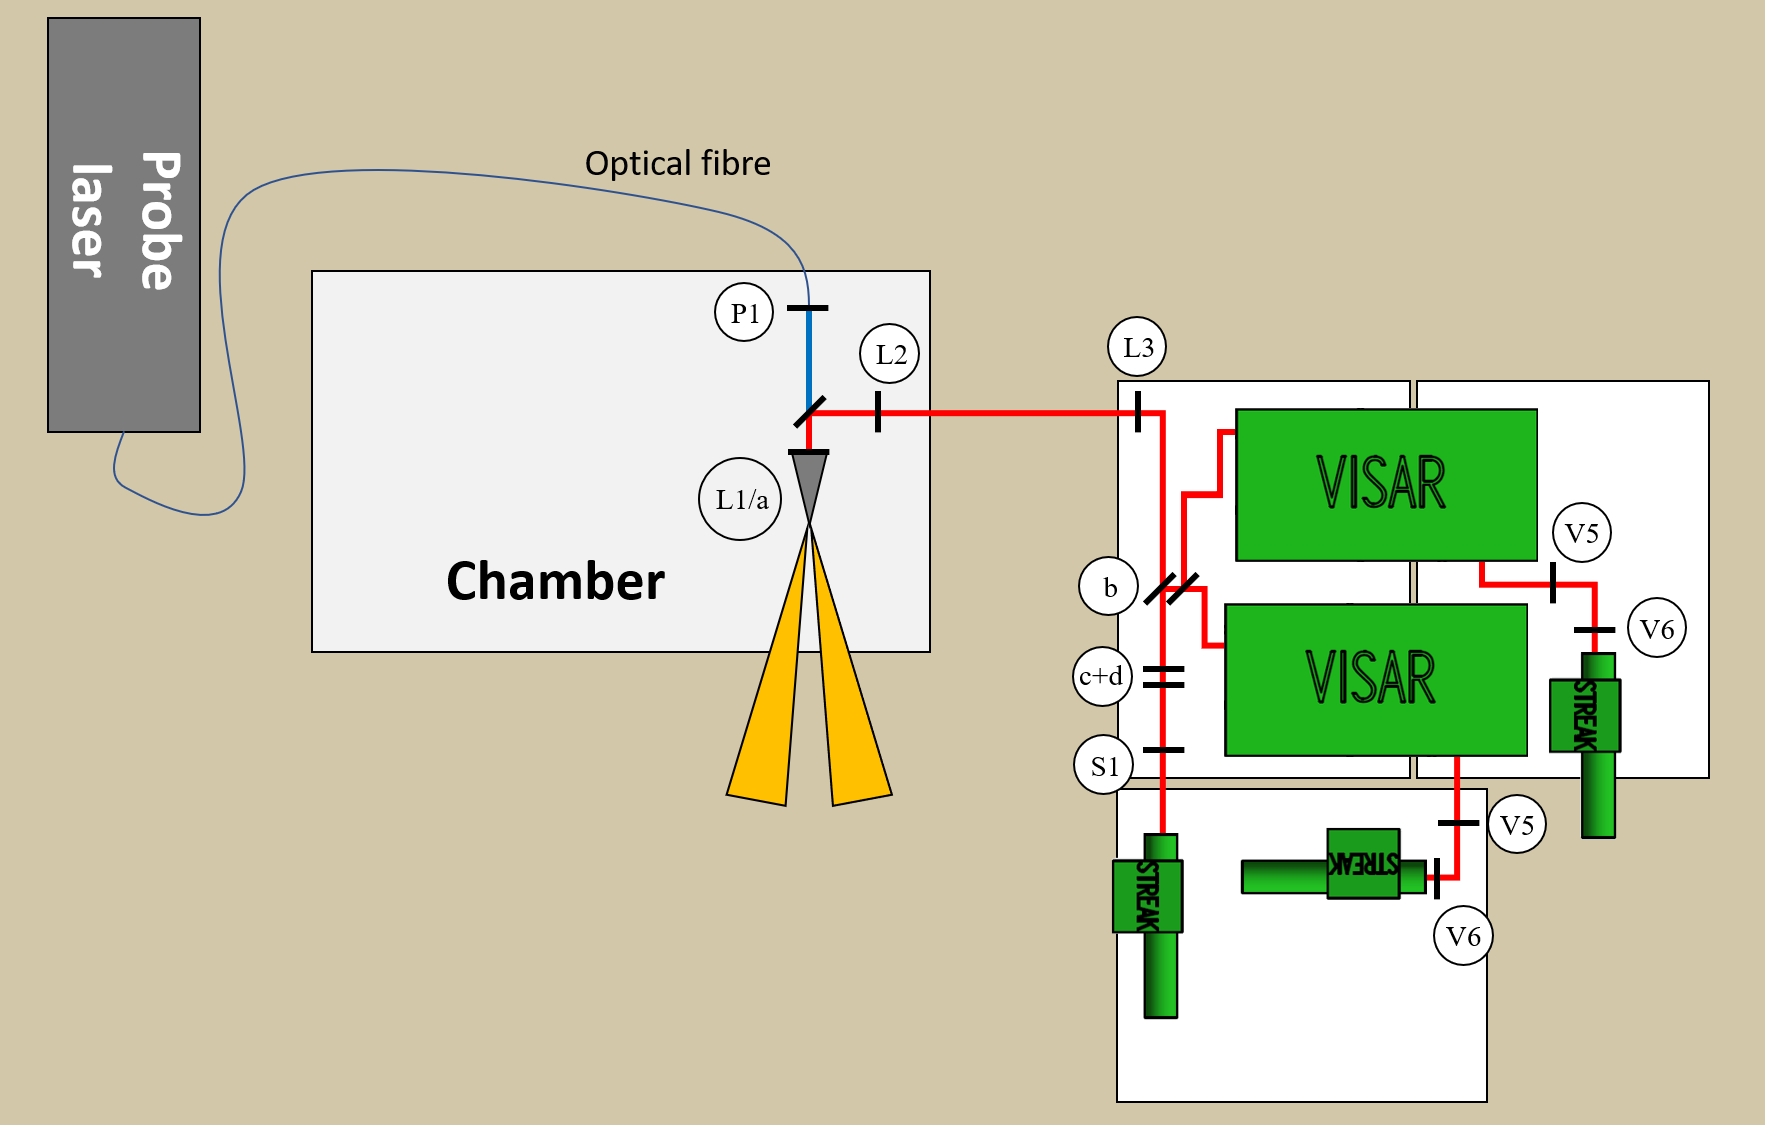 Probe
laser
Optical fibre
P1
L2
L3
L1/a
Chamber
VISAR
V5
b
V6
VISAR
c+d
STREAK
S1
V5
STREAK
STREAK
V6